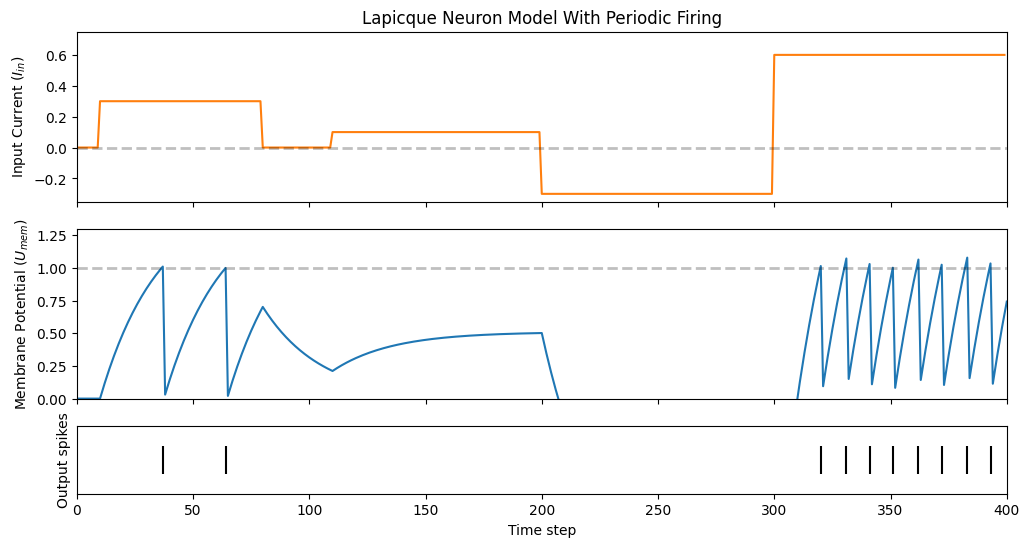 Lapicque Neuron Model With Periodic Firing
Input Current (I_in)
0.6
0.4
0.2
0.0
−0.2
Membrane Potential (U_mem)
1.25
1.00
0.75
0.50
0.25
0.00
Output spikes
0 50 100 150 200 250 300 350 400
Time step